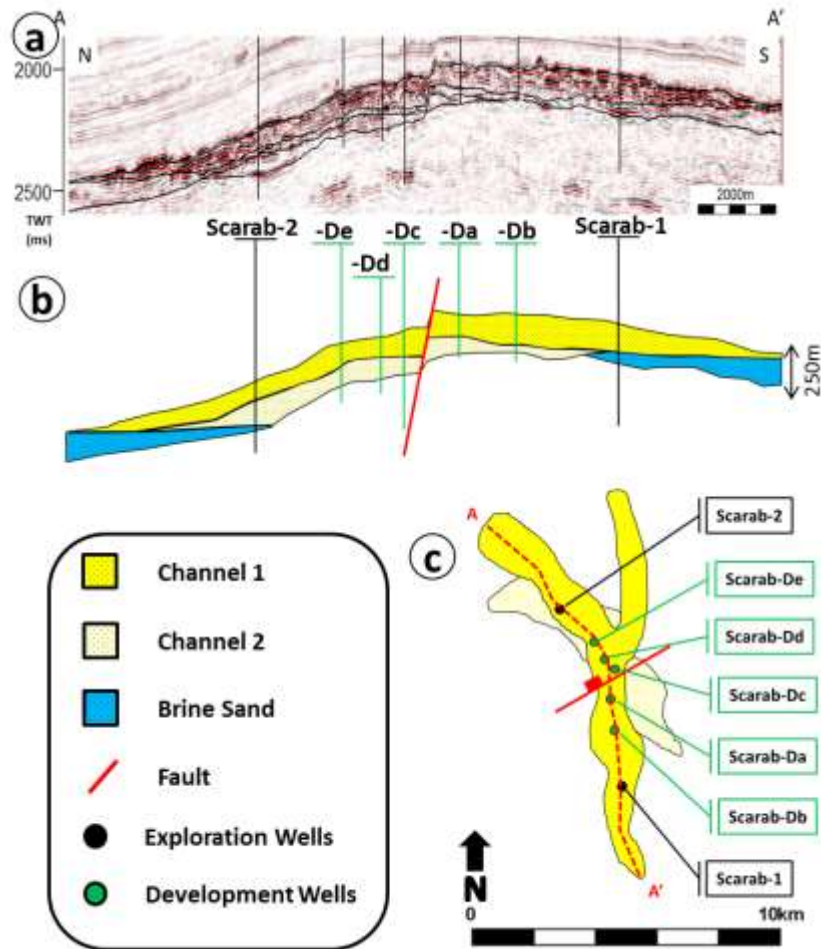 A
A'
a
N
S
2000
2500
TWT
(ms)
2000m
Scarab-2
-De
-Dd
-Dc
-Da
-Db
Scarab-1
b
250m
Channel 1
Channel 2
Brine Sand
Fault
Exploration Wells
Development Wells
c
A
Scarab-2
Scarab-De
Scarab-Dd
Scarab-Dc
Scarab-Da
Scarab-Db
Scarab-1
A'
N
0
10km